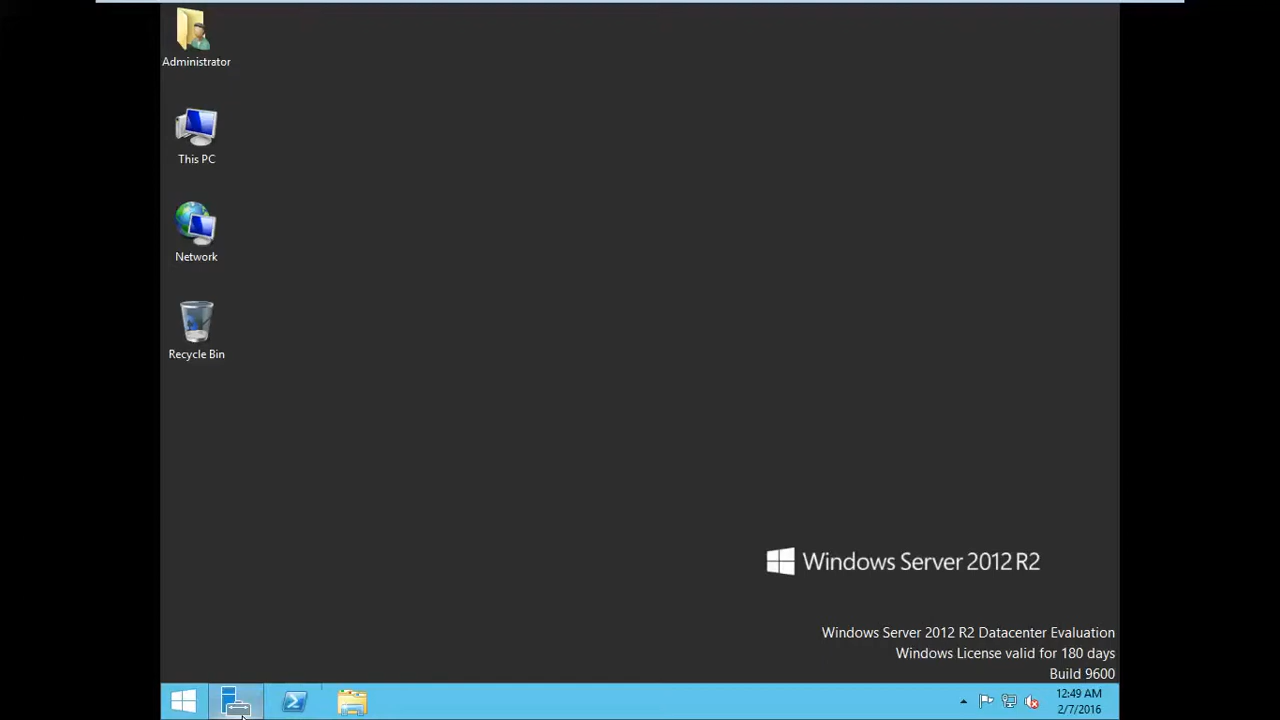 Administrator
This PC
Network
Recycle Bin
Windows Server 2012 R2
Windows Server 2012 R2 Datacenter Evaluation
Windows License valid for 180 days
Build 9600
12:49 AM
2/7/2016